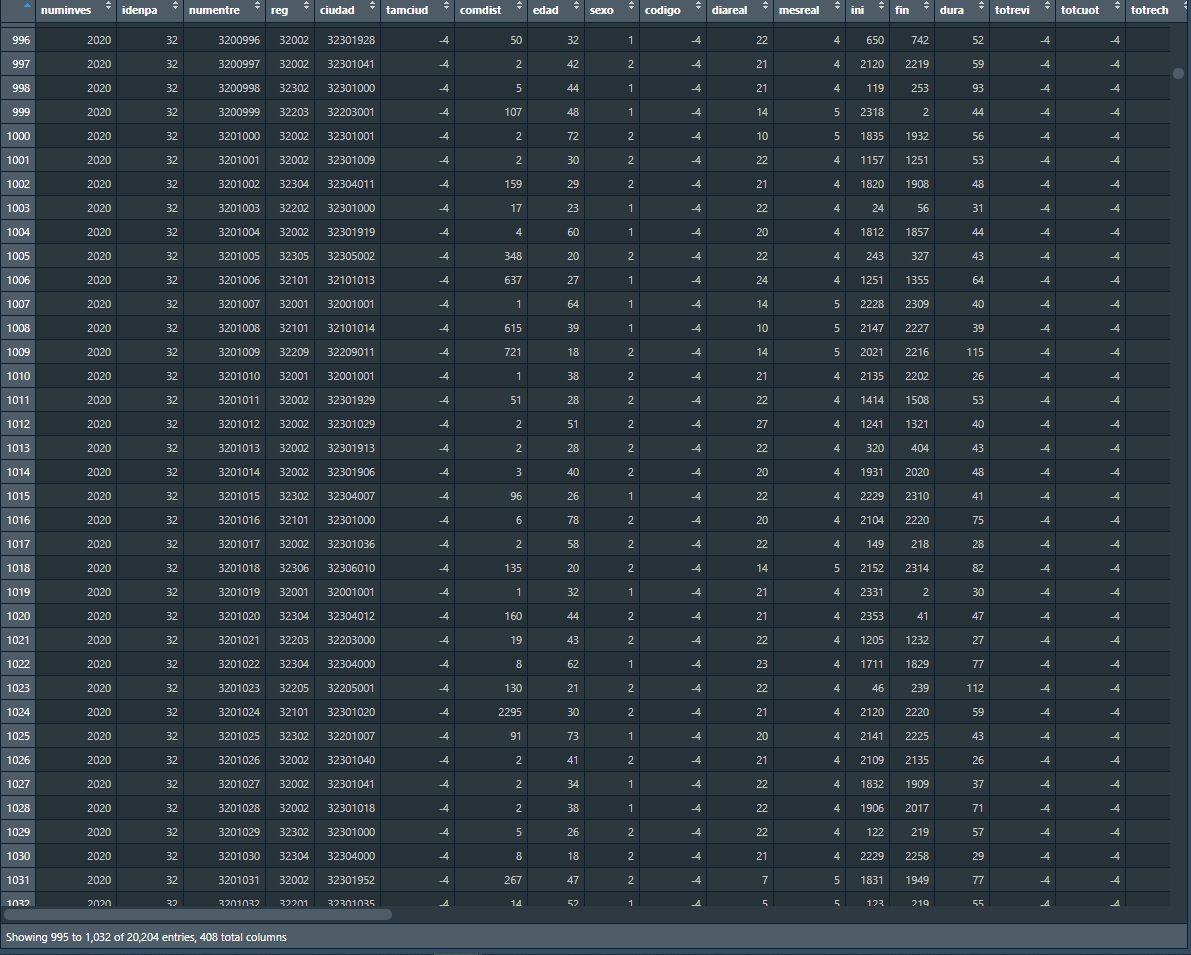 numinves idenpa numentre reg ciudad tamciud comdist edad sexo codigo diareal mesreal ini fin dura totrevi totcuot totrech
996 2020 32 3200996 32002 32301928 -4 50 32 1 -4 22 4 650 742 52 -4 -4
997 2020 32 3200997 32002 32301041 -4 2 42 2 -4 21 4 2120 2219 59 -4 -4
998 2020 32 3200998 32302 32301000 -4 5 44 1 -4 21 4 119 253 93 -4 -4
999 2020 32 3200999 32203 32203001 -4 107 48 1 -4 14 5 2318 2 44 -4 -4
1000 2020 32 3201000 32002 32301001 -4 2 72 2 -4 10 5 1835 1932 56 -4 -4
1001 2020 32 3201001 32002 32301009 -4 2 30 2 -4 22 4 1157 1251 53 -4 -4
1002 2020 32 3201002 32304 32304011 -4 159 29 2 -4 21 4 1820 1908 48 -4 -4
1003 2020 32 3201003 32202 32301000 -4 17 23 1 -4 22 4 24 56 31 -4 -4
1004 2020 32 3201004 32002 32301919 -4 4 60 1 -4 20 4 1812 1857 44 -4 -4
1005 2020 32 3201005 32305 32305002 -4 348 20 2 -4 22 4 243 327 43 -4 -4
1006 2020 32 3201006 32101 32101013 -4 637 27 1 -4 24 4 1251 1355 64 -4 -4
1007 2020 32 3201007 32001 32001001 -4 1 64 1 -4 14 5 2228 2309 40 -4 -4
1008 2020 32 3201008 32101 32101014 -4 615 39 1 -4 10 5 2147 2227 39 -4 -4
1009 2020 32 3201009 32209 32209011 -4 721 18 2 -4 14 5 2021 2216 115 -4 -4
1010 2020 32 3201010 32001 32001001 -4 1 38 2 -4 21 4 2135 2202 26 -4 -4
1011 2020 32 3201011 32002 32301929 -4 51 28 2 -4 22 4 1414 1508 53 -4 -4
1012 2020 32 3201012 32002 32301029 -4 2 51 2 -4 27 4 1241 1321 40 -4 -4
1013 2020 32 3201013 32002 32301913 -4 2 28 2 -4 22 4 320 404 43 -4 -4
1014 2020 32 3201014 32002 32301906 -4 3 40 2 -4 20 4 1931 2020 48 -4 -4
1015 2020 32 3201015 32302 32304007 -4 96 26 1 -4 22 4 2229 2310 41 -4 -4
1016 2020 32 3201016 32101 32301000 -4 6 78 2 -4 20 4 2104 2220 75 -4 -4
1017 2020 32 3201017 32002 32301036 -4 2 58 2 -4 22 4 149 218 28 -4 -4
1018 2020 32 3201018 32306 32306010 -4 135 20 2 -4 14 5 2152 2314 82 -4 -4
1019 2020 32 3201019 32001 32001001 -4 1 32 1 -4 21 4 2331 2 30 -4 -4
1020 2020 32 3201020 32304 32304012 -4 160 44 2 -4 21 4 2353 41 47 -4 -4
1021 2020 32 3201021 32203 32203000 -4 19 43 2 -4 22 4 1205 1232 27 -4 -4
1022 2020 32 3201022 32304 32304000 -4 8 62 1 -4 23 4 1711 1829 77 -4 -4
1023 2020 32 3201023 32205 32205001 -4 130 21 2 -4 22 4 46 239 112 -4 -4
1024 2020 32 3201024 32101 32301020 -4 2295 30 2 -4 21 4 2120 2220 59 -4 -4
1025 2020 32 3201025 32302 32201007 -4 91 73 1 -4 20 4 2141 2225 43 -4 -4
1026 2020 32 3201026 32002 32301040 -4 2 41 2 -4 21 4 2109 2135 26 -4 -4
1027 2020 32 3201027 32002 32301041 -4 2 34 1 -4 22 4 1832 1909 37 -4 -4
1028 2020 32 3201028 32002 32301018 -4 2 38 1 -4 22 4 1906 2017 71 -4 -4
1029 2020 32 3201029 32302 32301000 -4 5 26 2 -4 22 4 122 219 57 -4 -4
1030 2020 32 3201030 32304 32304000 -4 8 18 2 -4 21 4 2229 2258 29 -4 -4
1031 2020 32 3201031 32002 32301952 -4 267 47 2 -4 7 5 1831 1949 77 -4 -4
1032 2020 32 3201032 32201 32301035 -4 14 52 1 -4 5 5 123 219 55 -4 -4
Showing 995 to 1,032 of 20,204 entries, 408 total columns